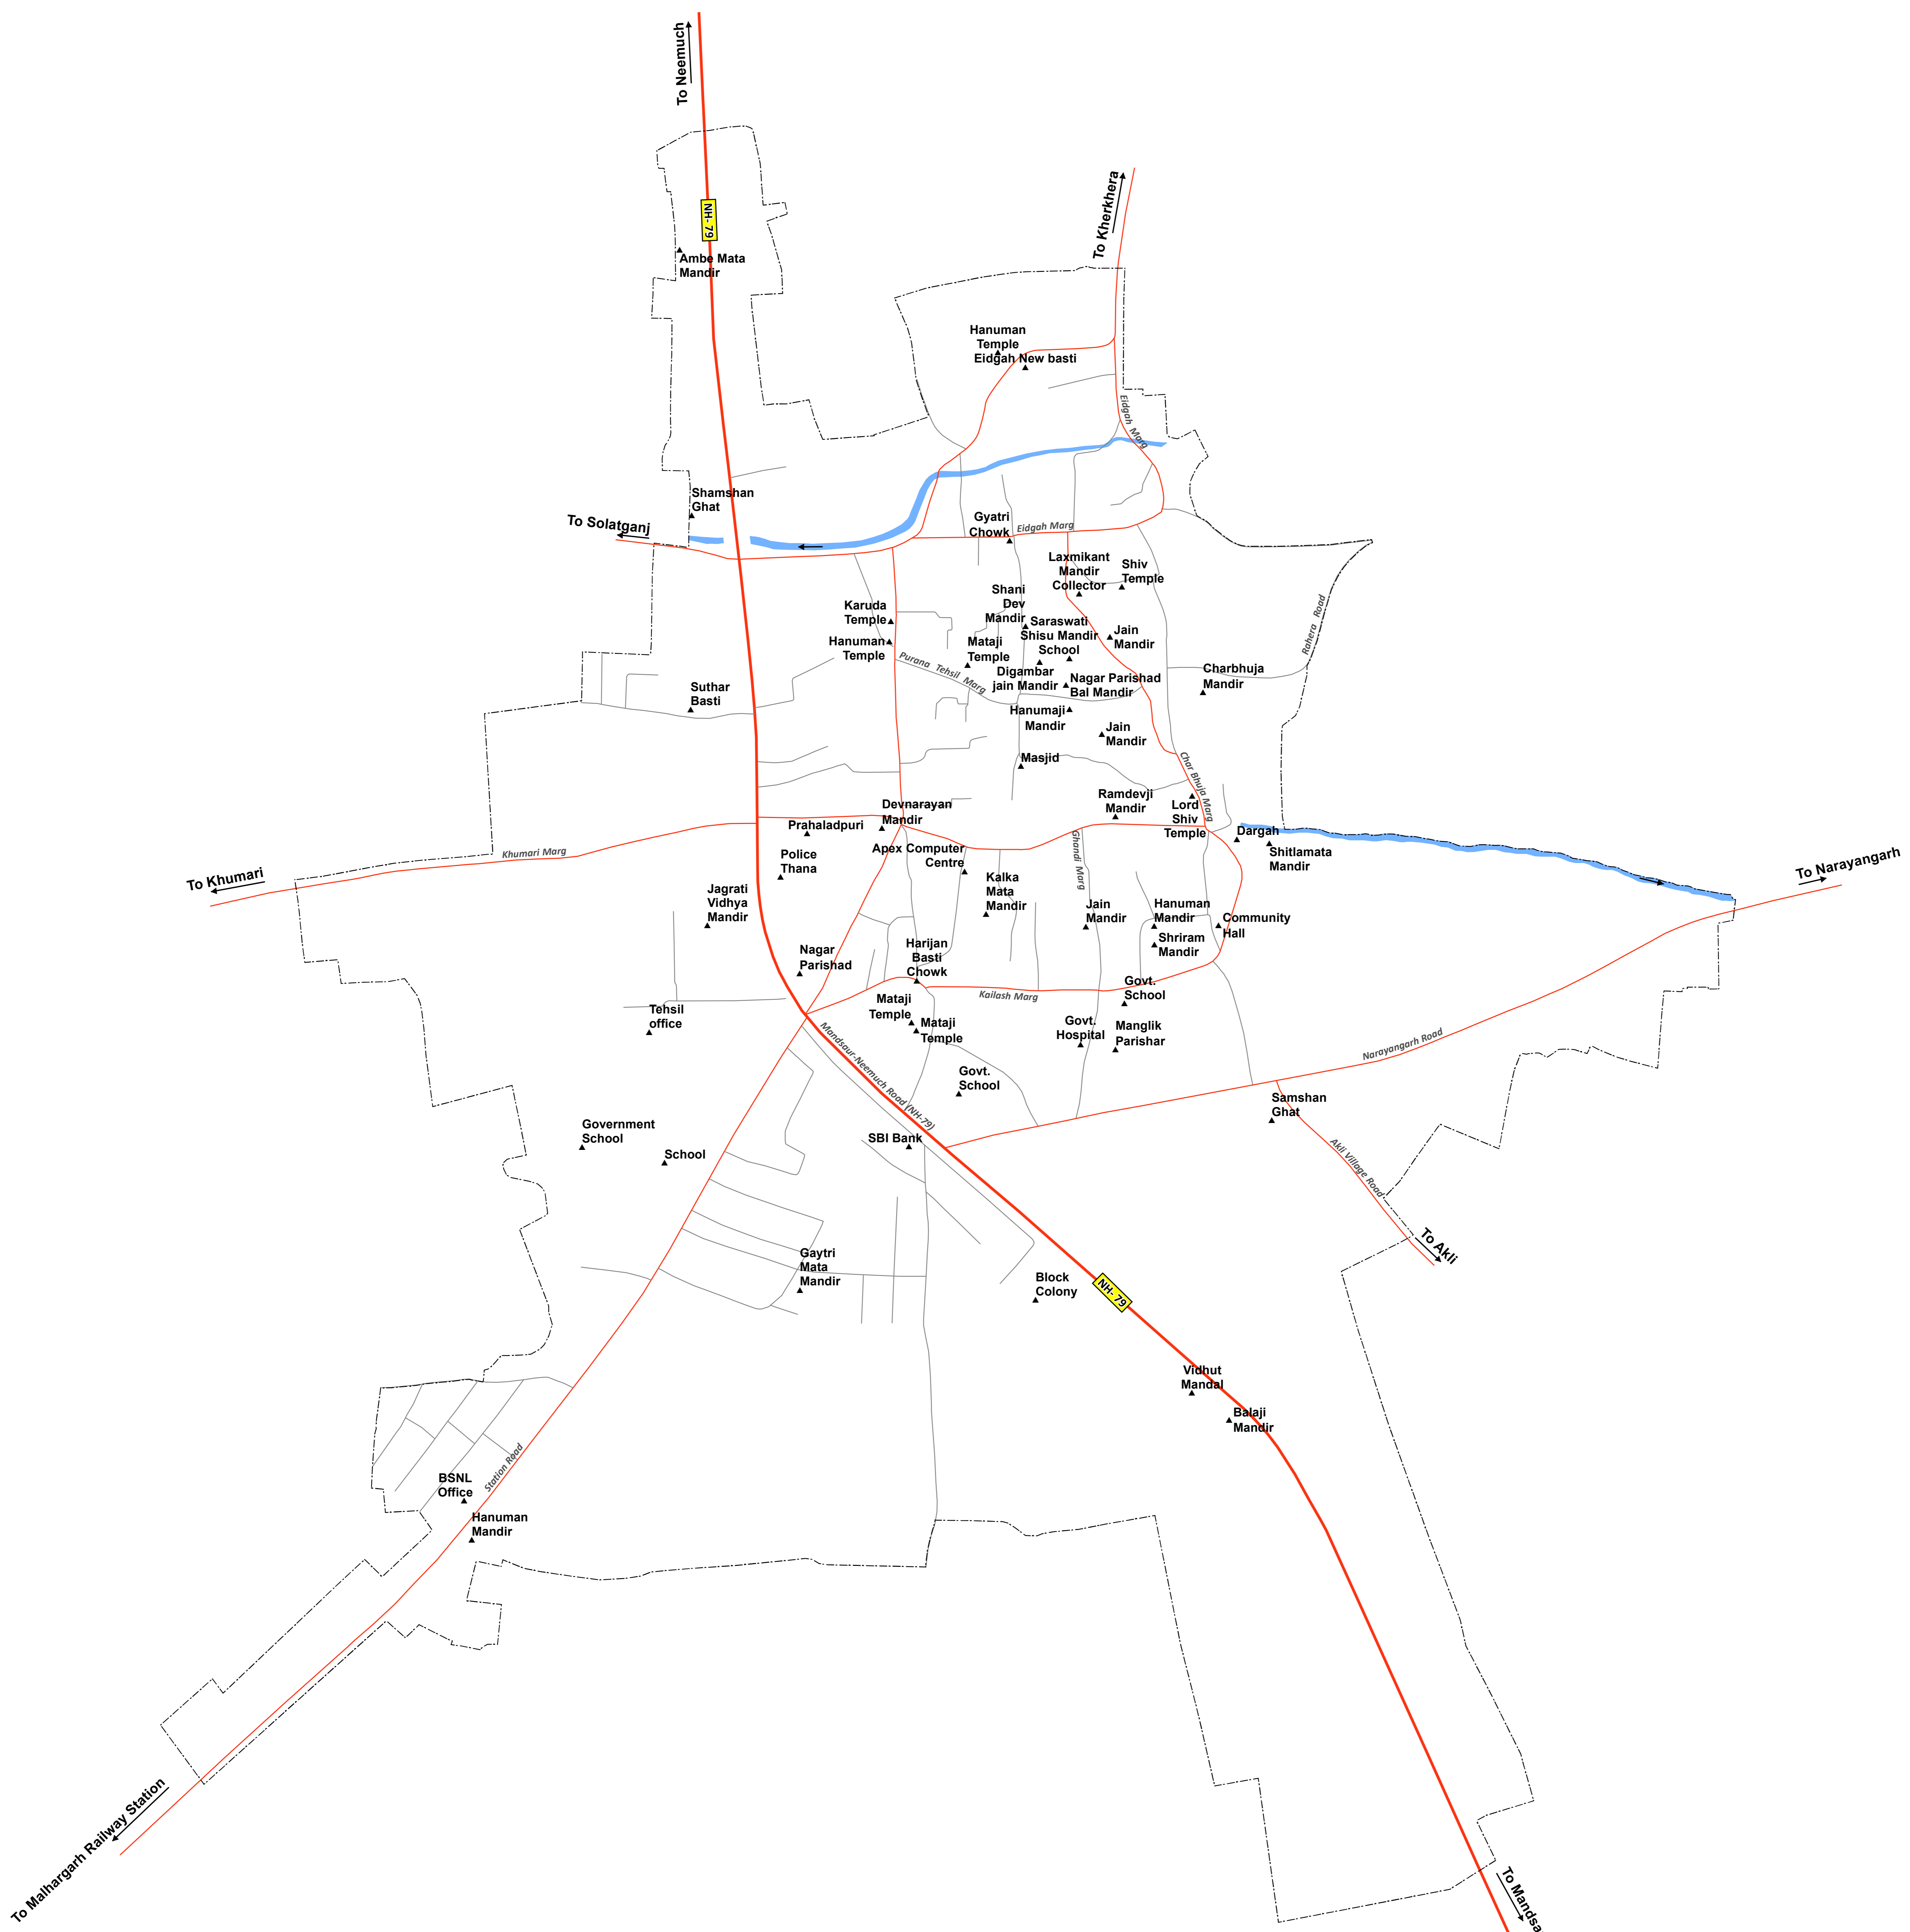 To Neemuch
NH- 79
To Kherkhera
Ambe Mata
Mandir
Hanuman
Temple
Eidgah New basti
Eidgah Marg
Shamshan
Ghat
To Solatganj
Gyatri
Chowk
Eidgah Marg
Laxmikant
Mandir
Collector
Shiv
Temple
Shani
Dev
Mandir
Karuda
Temple
Saraswati
Shisu Mandir
School
Jain
Mandir
Rahera Road
Hanuman
Temple
Mataji
Temple
Purana Tehsil Marg
Digambar
jain Mandir
Nagar Parishad
Bal Mandir
Charbhuja
Mandir
Suthar
Basti
Hanumaji
Mandir
Jain
Mandir
Masjid
Char Bhuja Marg
Ramdevji
Mandir
Lord
Shiv
Temple
Devnarayan
Mandir
Prahaladpuri
Dargah
Shitlamata
Mandir
Khumari Marg
Police
Thana
Apex Computer
Centre
Ghandi Marg
To Khumari
To Narayangarh
Jagrati
Vidhya
Mandir
Kalka
Mata
Mandir
Jain
Mandir
Hanuman
Mandir
Community
Hall
Shriram
Mandir
Nagar
Parishad
Harijan
Basti
Chowk
Kailash Marg
Govt.
School
Tehsil
office
Mataji
Temple
Mataji
Temple
Govt.
Hospital
Manglik
Parishar
Narayangarh Road
Mandsaur-Neemuch Road (NH-79)
Govt.
School
Samshan
Ghat
Government
School
School
SBI Bank
Akli Village Road
To Akli
Gaytri
Mata
Mandir
Block
Colony
NH- 79
Vidhut
Mandal
Balaji
Mandir
Station Road
BSNL
Office
Hanuman
Mandir
To Malhargarh Railway Station
To Mandsa